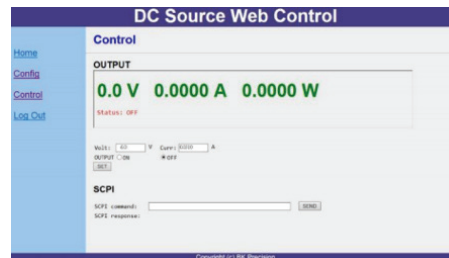 DC Source Web Control
Home
Config
Control
Log Out
Control
OUTPUT
0.0 V 0.0000 A 0.0000 W
Status: OFF
Volt: V Curr: A
OUTPUT ON OFF
SET
SCPI
SCPI command: SEND
SCPI response:
Copyright (c) BK Precision